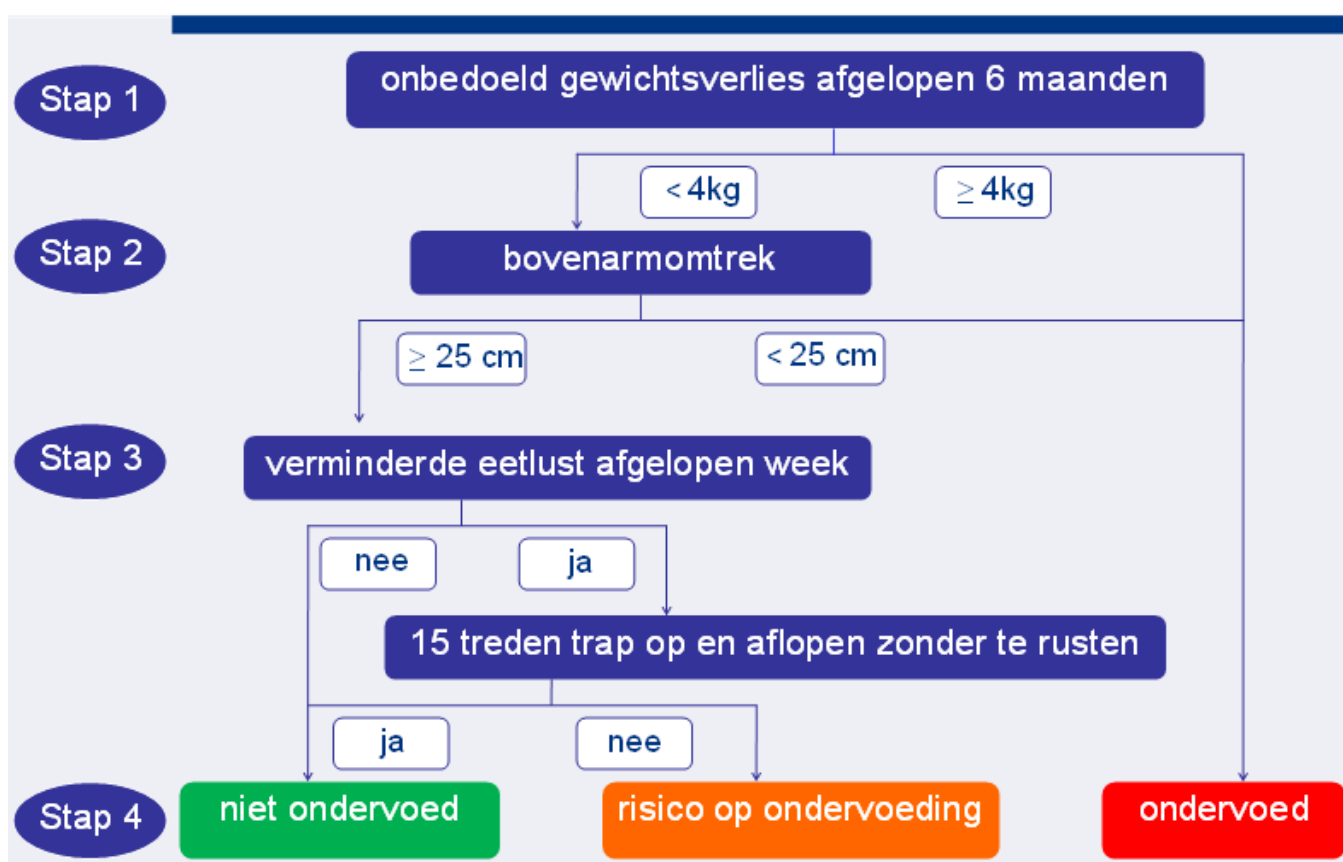 Stap 1
onbedoeld gewichtsverlies afgelopen 6 maanden
< 4kg
≥ 4kg
Stap 2
bovenarmomtrek
≥ 25 cm
< 25 cm
Stap 3
verminderde eetlust afgelopen week
nee
ja
15 treden trap op en aflopen zonder te rusten
ja
nee
Stap 4
niet ondervoed
risico op ondervoeding
ondervoed